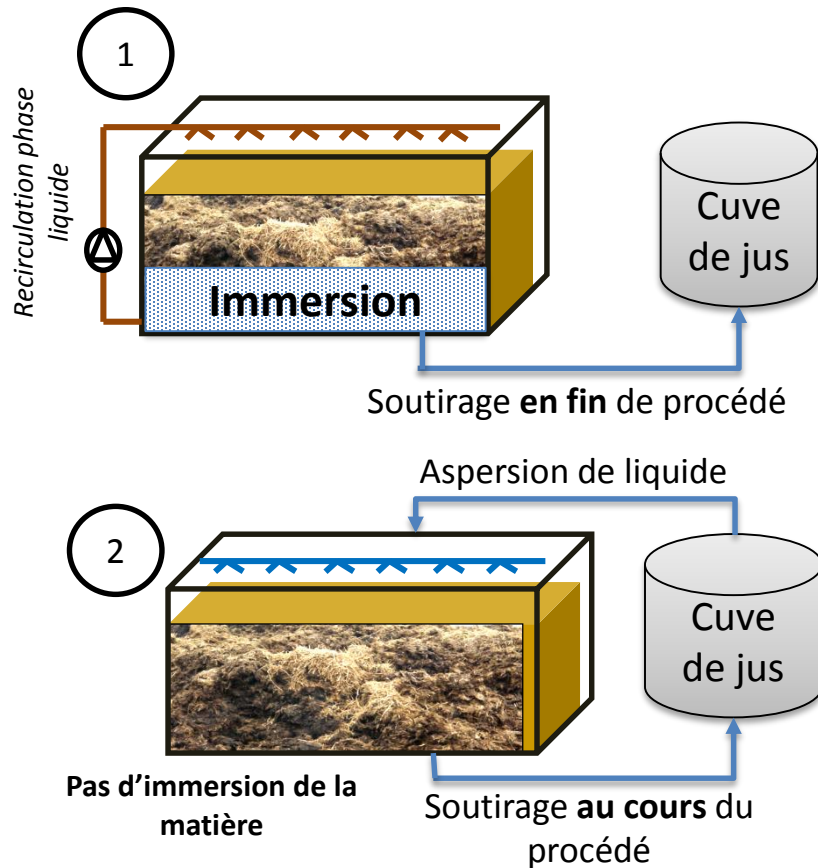 1
Recirculation phase
liquide
Cuve
de jus
Immersion
Soutirage en fin de procédé
Aspersion de liquide
2
Cuve
de jus
Pas d’immersion de la
matière
Soutirage au cours du
procédé